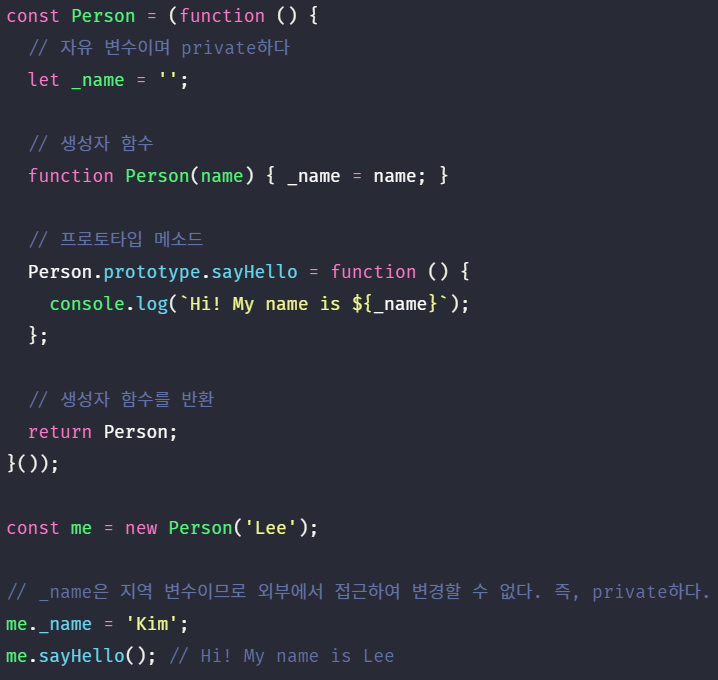 const Person = (function () {
  // 자유 변수이며 private하다
  let _name = '';
  // 생성자 함수
  function Person(name) { _name = name; }
  // 프로토타입 메소드
  Person.prototype.sayHello = function () {
    console.log(`Hi! My name is ${_name}`);
  };
  // 생성자 함수를 반환
  return Person;
}());
const me = new Person('Lee');
// _name은 지역 변수이므로 외부에서 접근하여 변경할 수 없다. 즉, private하다.
me._name = 'Kim';
me.sayHello(); // Hi! My name is Lee